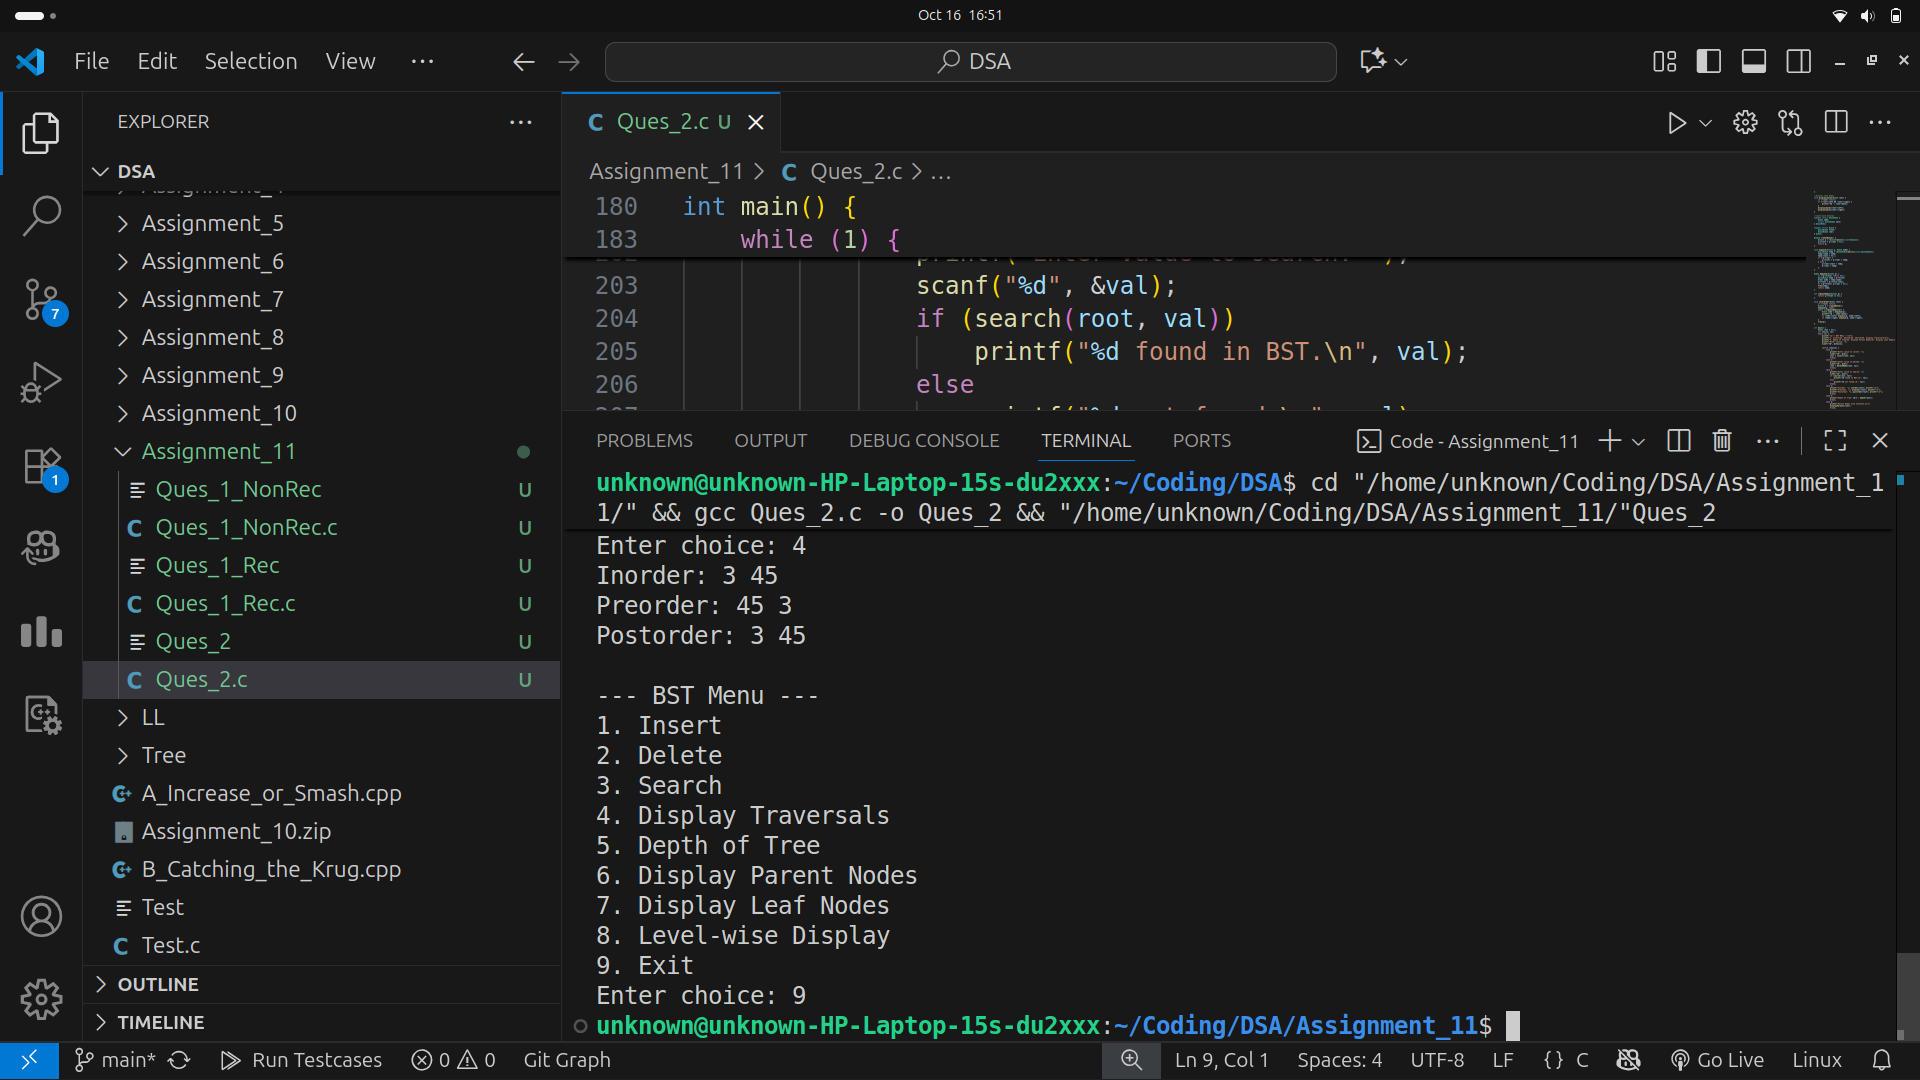 Oct 16 16:51
File Edit Selection View ···
DSA
EXPLORER
DSA
Assignment_5
Assignment_6
Assignment_7
Assignment_8
Assignment_9
Assignment_10
Assignment_11
Ques_1_NonRec U
Ques_1_NonRec.c U
Ques_1_Rec U
Ques_1_Rec.c U
Ques_2 U
Ques_2.c U
LL
Tree
A_Increase_or_Smash.cpp
Assignment_10.zip
B_Catching_the_Krug.cpp
Test
Test.c
OUTLINE
TIMELINE
7
1
Ques_2.c U
Assignment_11 > C Ques_2.c > ...
180 int main() {
183 while (1) {
203 scanf("%d", &val);
204 if (search(root, val))
205 printf("%d found in BST.\n", val);
206 else
PROBLEMS OUTPUT DEBUG CONSOLE TERMINAL PORTS
Code - Assignment_11
unknown@unknown-HP-Laptop-15s-du2xxx:~/Coding/DSA$ cd "/home/unknown/Coding/DSA/Assignment_1
1/" && gcc Ques_2.c -o Ques_2 && "/home/unknown/Coding/DSA/Assignment_11/"Ques_2
Enter choice: 4
Inorder: 3 45
Preorder: 45 3
Postorder: 3 45
--- BST Menu ---
1. Insert
2. Delete
3. Search
4. Display Traversals
5. Depth of Tree
6. Display Parent Nodes
7. Display Leaf Nodes
8. Level-wise Display
9. Exit
Enter choice: 9
unknown@unknown-HP-Laptop-15s-du2xxx:~/Coding/DSA/Assignment_11$
main* Run Testcases 0 0 Git Graph Ln 9, Col 1 Spaces: 4 UTF-8 LF {} C Go Live Linux